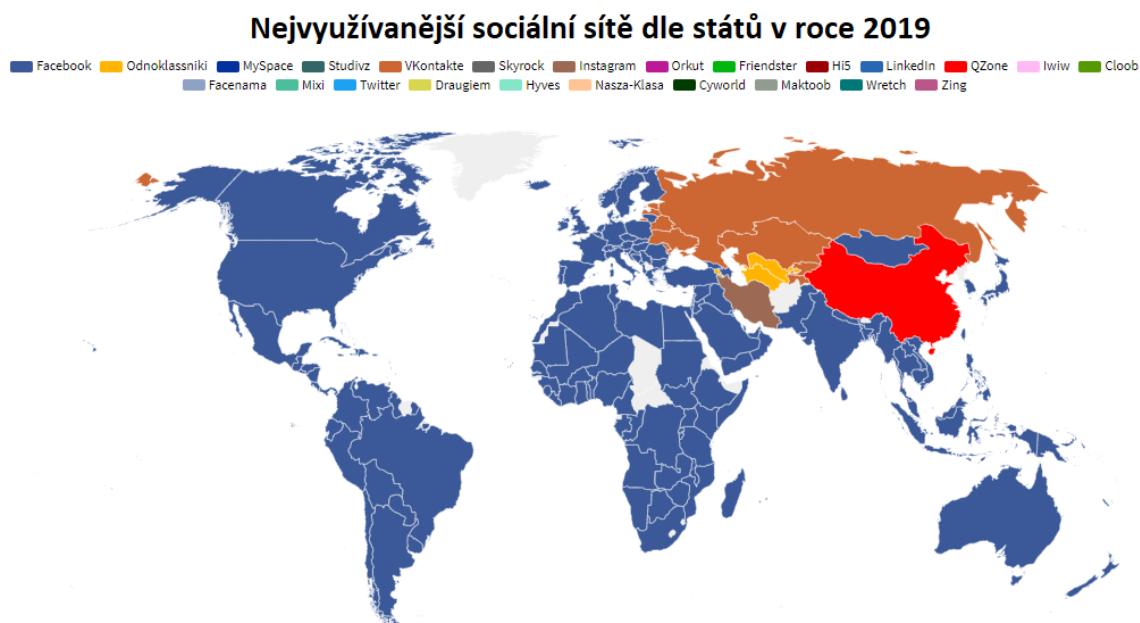 Nejvyužívanější sociální sítě dle států v roce 2019
Facebook Odnoklassniki MySpace Studivz VKontakte Skyrock Instagram Orkut Friendster Hi5 LinkedIn QZone Iwiw Cloob
Facenama Mixi Twitter Draugiem Hyves Nasza-Klasa Cyworld Maktoob Wretch Zing